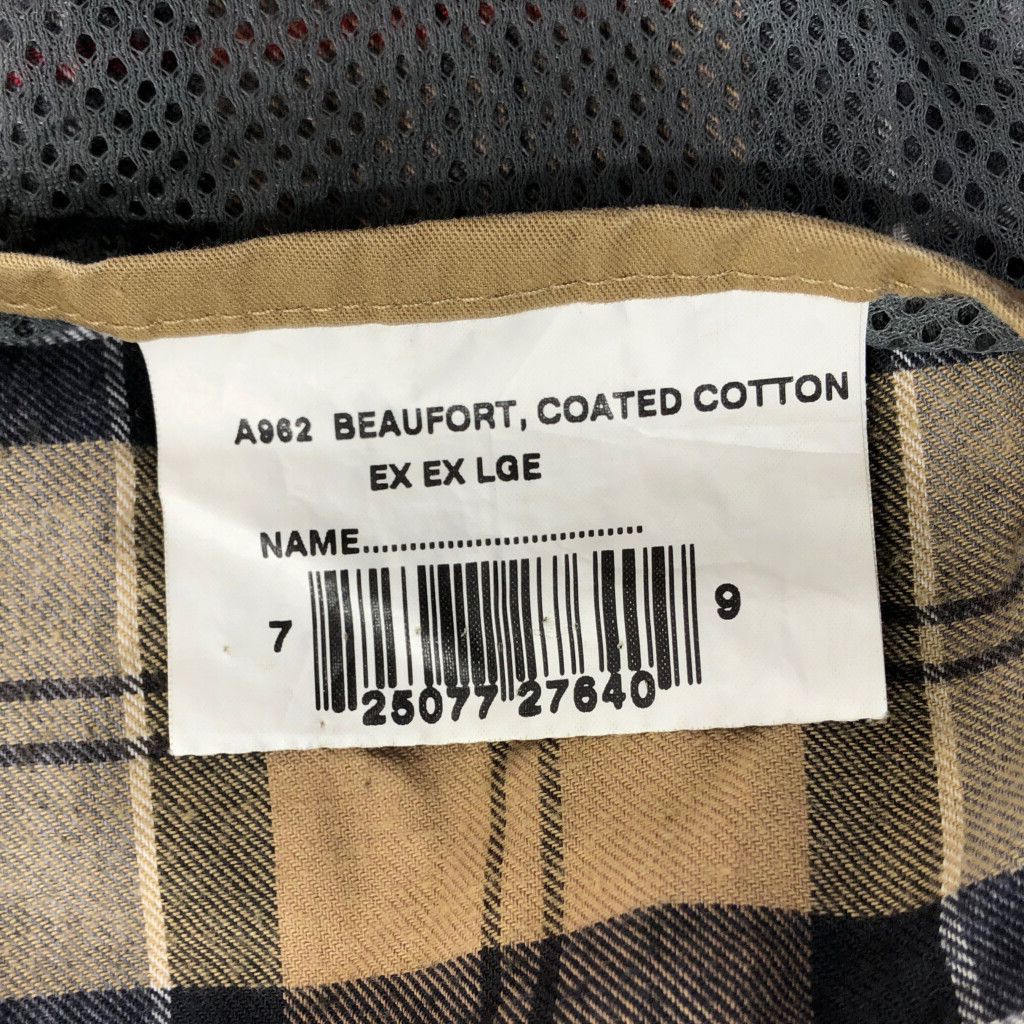 A962 BEAUFORT, COATED COTTON
EX EX LGE
NAME...............................
7 25077 27640 9